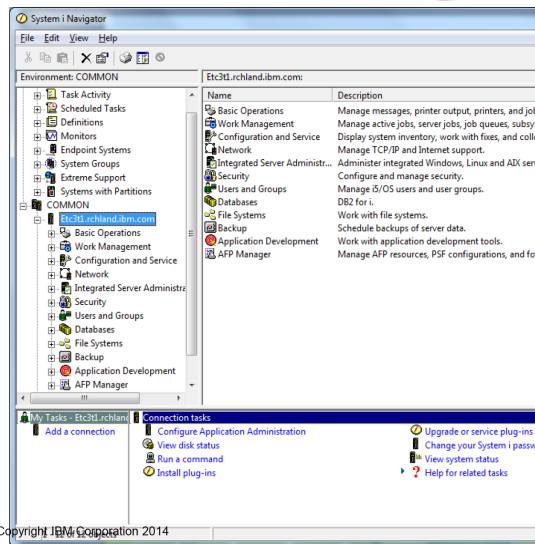 System i Navigator
File Edit View Help
Environment: COMMON
Etc3t1.rchland.ibm.com:
Task Activity
Scheduled Tasks
Definitions
Monitors
Endpoint Systems
System Groups
Extreme Support
Systems with Partitions
COMMON
Etc3t1.rchland.ibm.com
Basic Operations
Work Management
Configuration and Service
Network
Integrated Server Administra
Security
Users and Groups
Databases
File Systems
Backup
Application Development
AFP Manager
Name Description
Basic Operations Manage messages, printer output, printers, and jol
Work Management Manage active jobs, server jobs, job queues, subsy
Configuration and Service Display system inventory, work with fixes, and colle
Network Manage TCP/IP and Internet support.
Integrated Server Administr... Administer integrated Windows, Linux and AIX ser
Security Configure and manage security.
Users and Groups Manage i5/OS users and user groups.
Databases DB2 for i.
File Systems Work with file systems.
Backup Schedule backups of server data.
Application Development Work with application development tools.
AFP Manager Manage AFP resources, PSF configurations, and fo
My Tasks - Etc3t1.rchland
Add a connection
Connection tasks
Configure Application Administration
View disk status
Run a command
Install plug-ins
Upgrade or service plug-ins
Change your System i passw
View system status
Help for related tasks
Copyright IBM Corporation 2014
1 - 12 of 12 objects